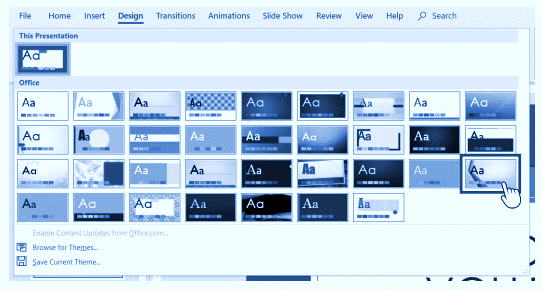 File Home Insert Design Transitions Animations Slide Show Review View Help Search
This Presentation
Aa
Office
Aa Aa Aa Aa Aa Aa Aa Aa Aa
Aa Aa Aa Aa Aa Aa Aa Aa Aa
Aa Aa Aa Aa Aa Aa Aa Aa Aa
Aa Aa Aa Aa Aa Aa Aa Aa
Enable Content Updates from Office.com...
Browse for Themes...
Save Current Theme...